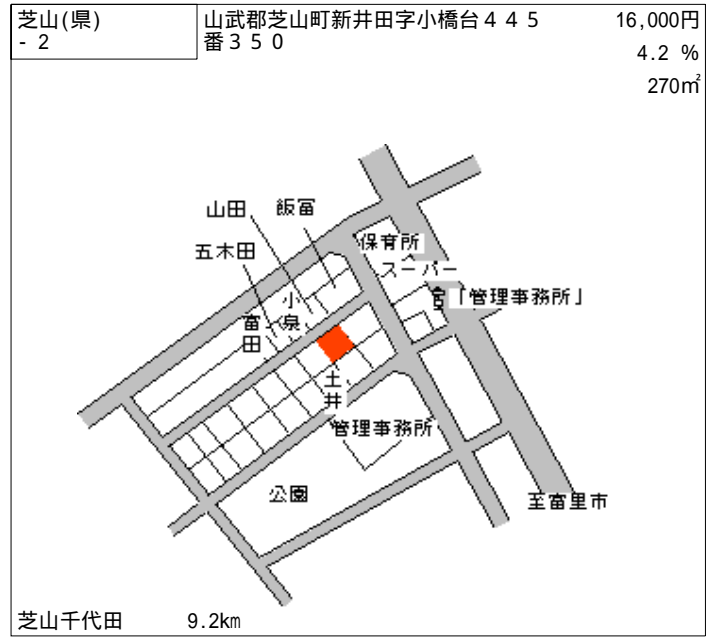 芝山(県)
- 2
山武郡芝山町新井田字小橋台４４５
番３５０
16,000円
4.2 %
270㎡
山田
飯冨
五木田
保育所
スーパー
小泉
富田
「管理事務所」
土井
管理事務所
公園
至富里市
芝山千代田
9.2km